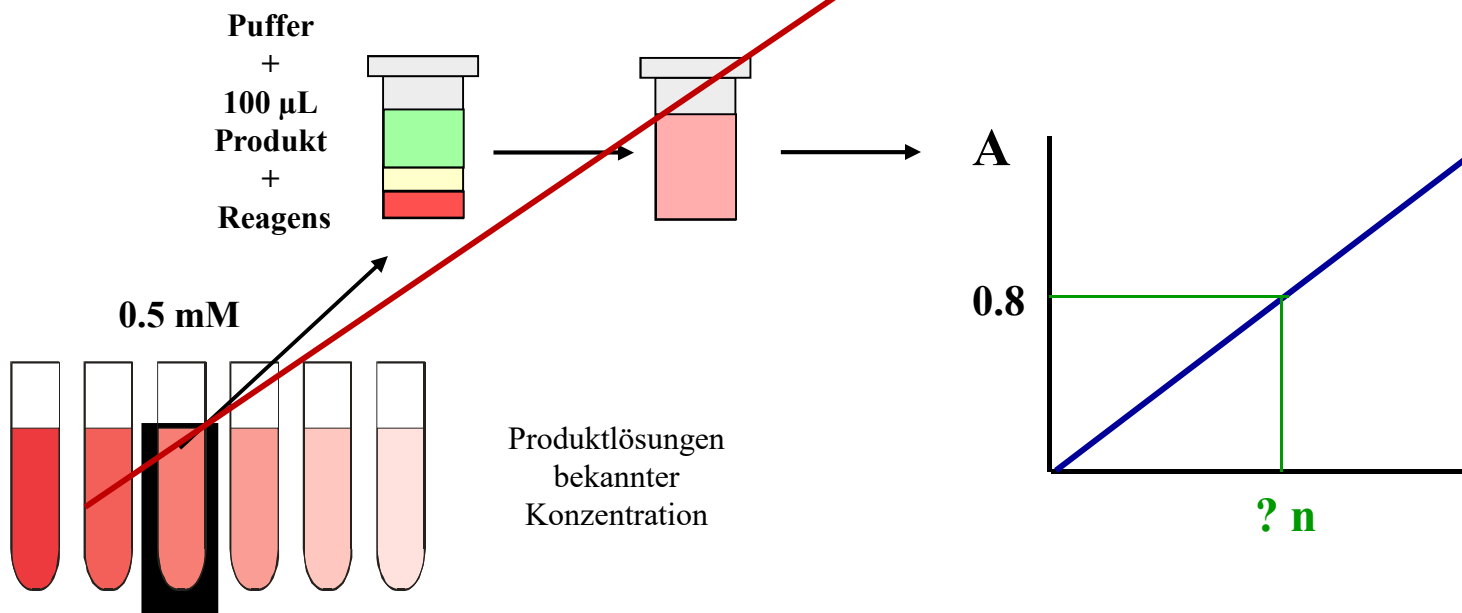 Puffer
+
100 µL
Produkt
+
Reagens
A
0.8
? n
0.5 mM
Produktlösungen
bekannter
Konzentration